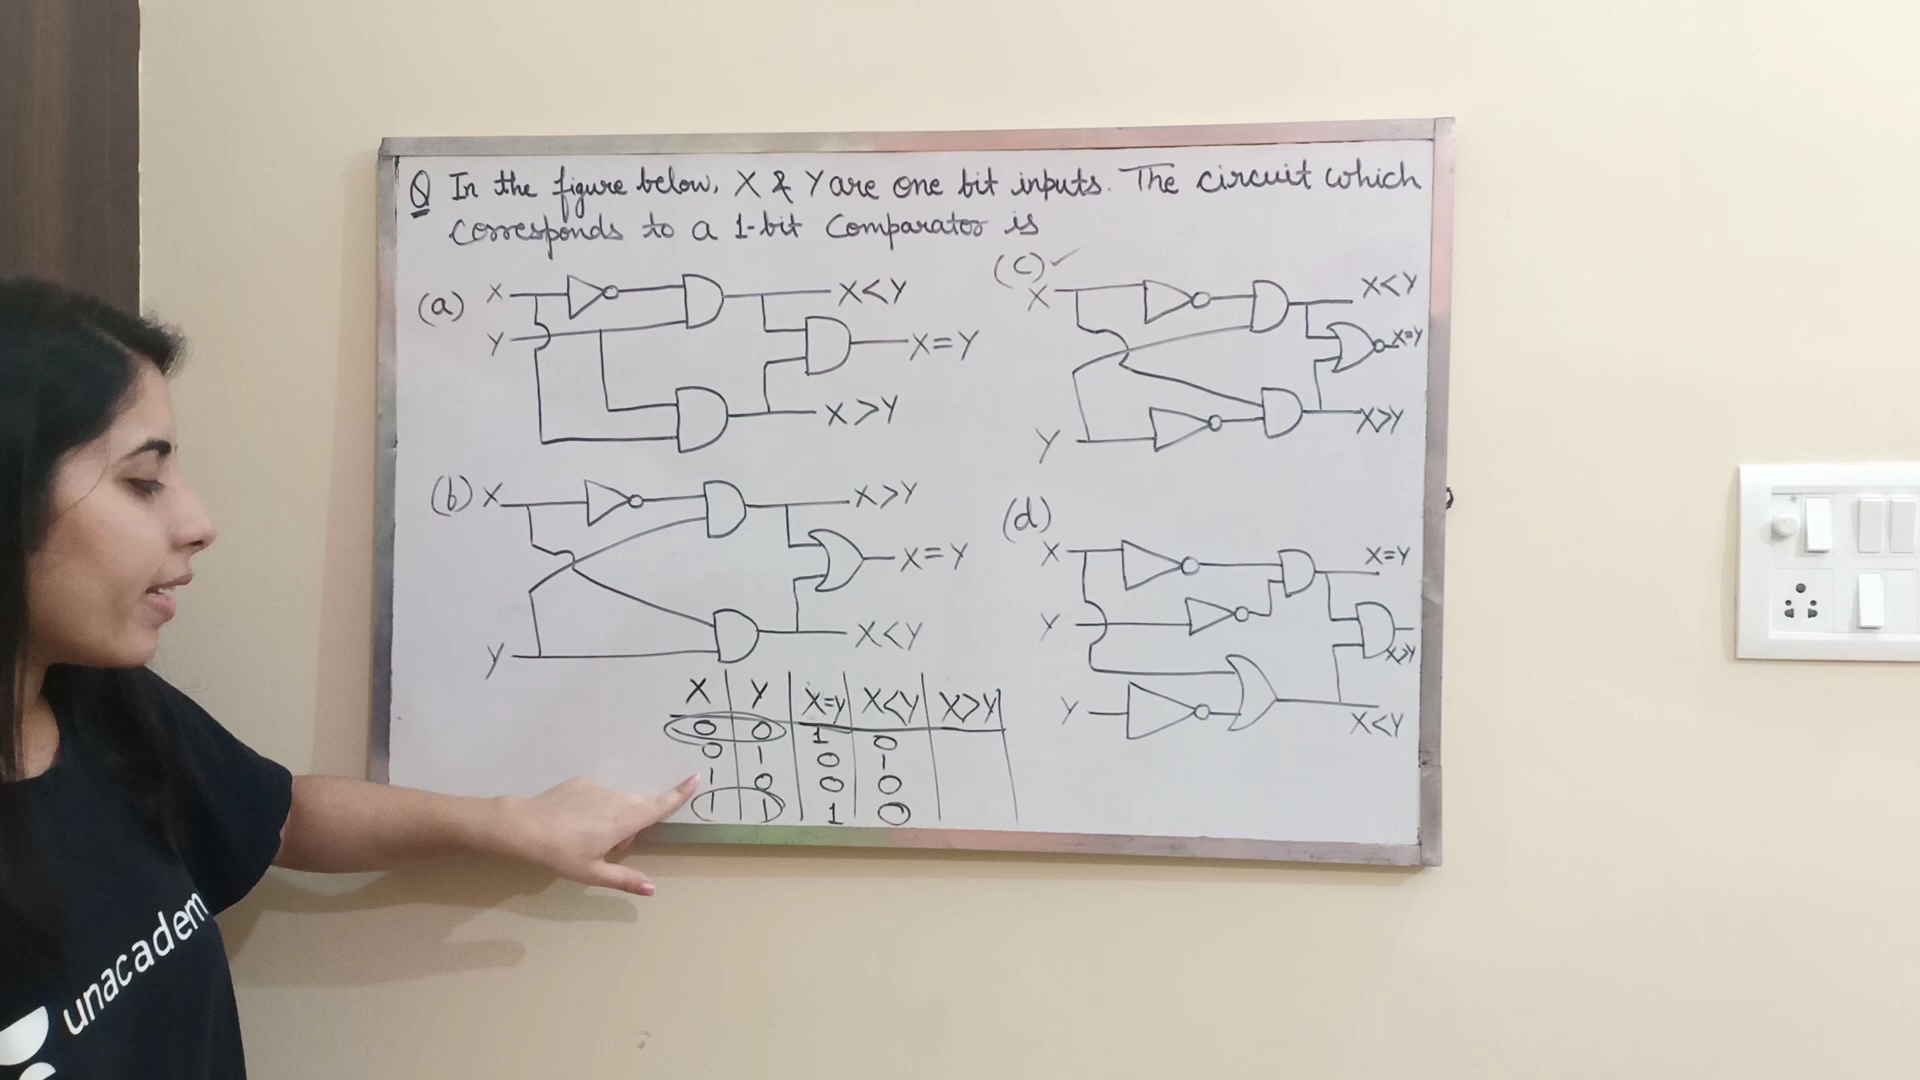 Q In the figure below, X & Y are one bit inputs. The circuit which
corresponds to a 1-bit Comparator is
(a) X X<Y
Y X=Y
X>Y
(b) X X>Y
X=Y
Y X<Y
(c) ✓
X X<Y
X=Y
Y X>Y
(d)
X X=Y
Y
X>Y
Y X<Y
X Y X=Y X<Y X>Y
0 0 1 0
0 1 0 1
1 0 0 0
1 1 1 0
unacadem